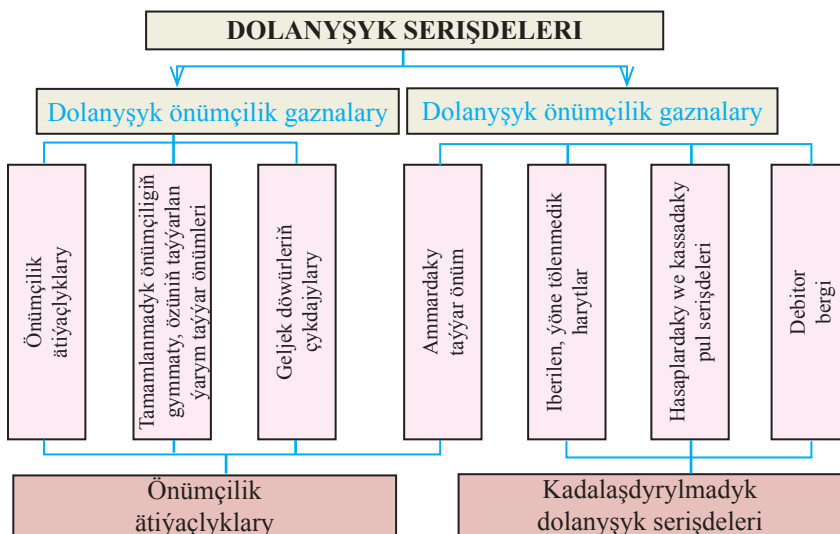 DOLANYŞYK SERIŞDELERI
Dolanyşyk önümçilik gaznalary
Dolanyşyk önümçilik gaznalary
Önümçilik
ätiýaçlyklary
Tamamlanmadyk önümçiligiň
gymmaty, özüniň taýýarlan
ýarym taýýar önümleri
Geljek döwürleriň
çykdajylary
Ammardaky
taýýar önüm
Iberilen, ýöne tölenmedik
harytlar
Hasaplardaky we kassadaky
pul serişdeleri
Debitor
bergi
Önümçilik
ätiýaçlyklary
Kadalaşdyrylmadyk
dolanyşyk serişdeleri